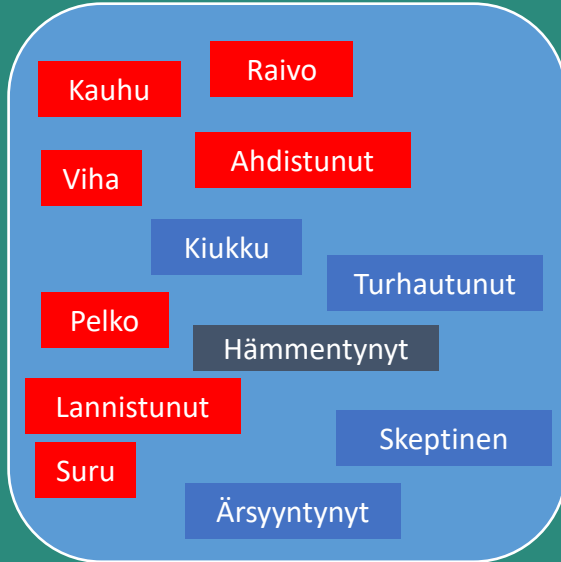 Raivo
Kauhu
Ahdistunut
Viha
Kiukku
Turhautunut
Pelko
Hämmentynyt
Lannistunut
Skeptinen
Suru
Ärsyyntynyt